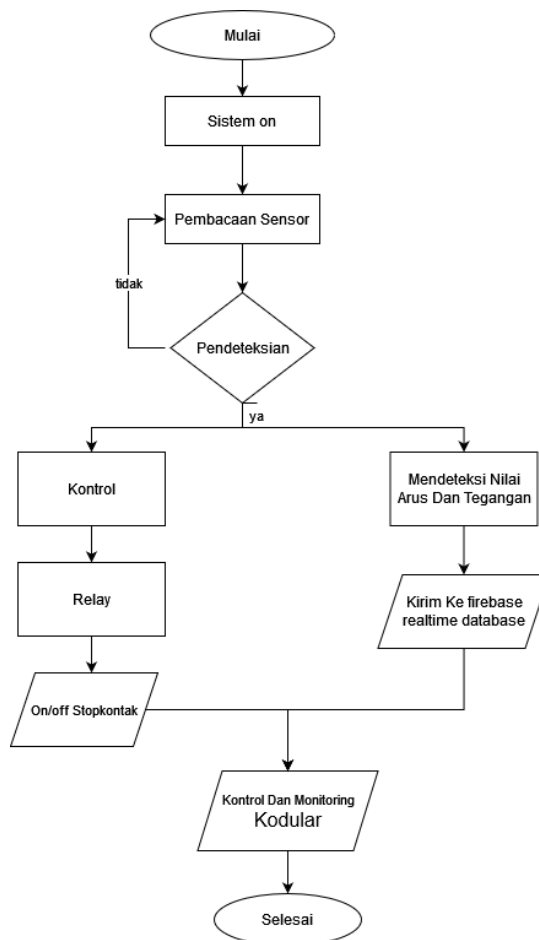 Mulai
Sistem on
Pembacaan Sensor
tidak
Pendeteksian
ya
Kontrol
Mendeteksi Nilai
Arus Dan Tegangan
Relay
Kirim Ke firebase
realtime database
On/off Stopkontak
Kontrol Dan Monitoring
Kodular
Selesai